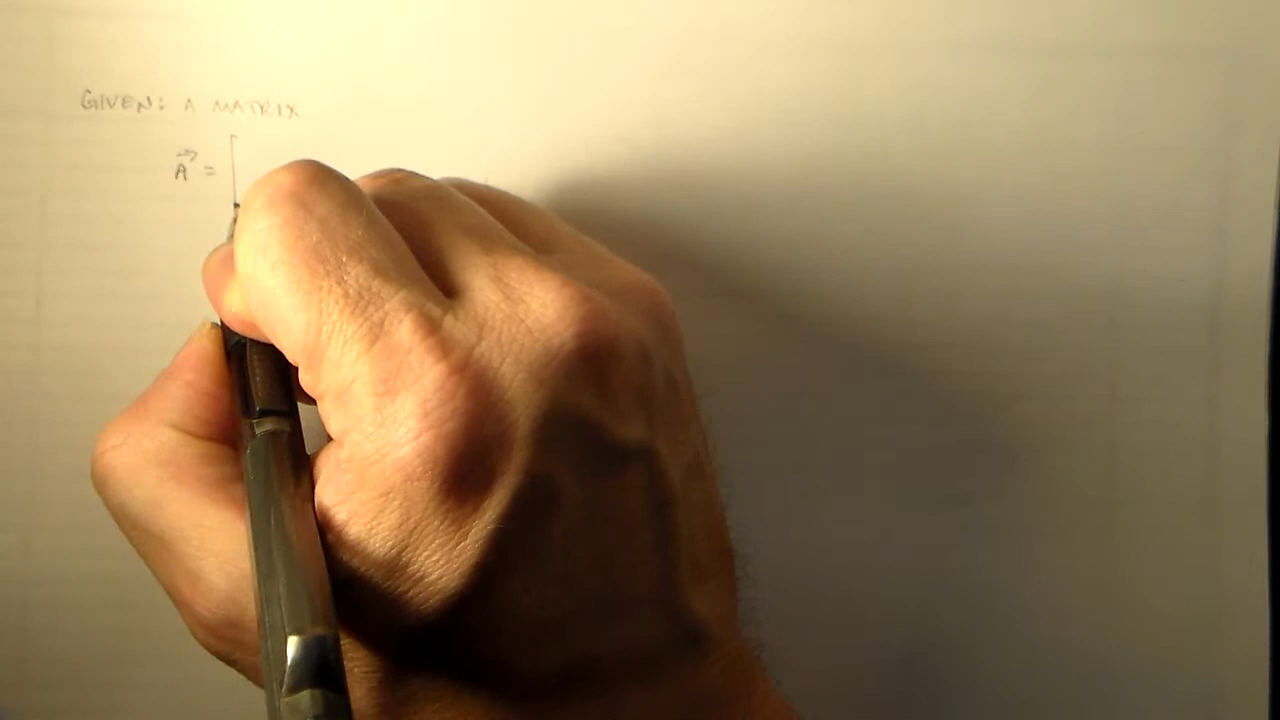 GIVEN: A MATRIX
A⃗ = [